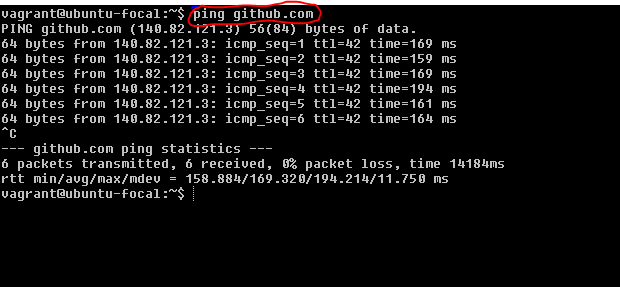 vagrant@ubuntu-focal:~$ ping github.com
PING github.com (140.82.121.3) 56(84) bytes of data.
64 bytes from 140.82.121.3: icmp_seq=1 ttl=42 time=169 ms
64 bytes from 140.82.121.3: icmp_seq=2 ttl=42 time=159 ms
64 bytes from 140.82.121.3: icmp_seq=3 ttl=42 time=169 ms
64 bytes from 140.82.121.3: icmp_seq=4 ttl=42 time=194 ms
64 bytes from 140.82.121.3: icmp_seq=5 ttl=42 time=161 ms
64 bytes from 140.82.121.3: icmp_seq=6 ttl=42 time=164 ms
^C
--- github.com ping statistics ---
6 packets transmitted, 6 received, 0% packet loss, time 14184ms
rtt min/avg/max/mdev = 158.884/169.320/194.214/11.750 ms
vagrant@ubuntu-focal:~$